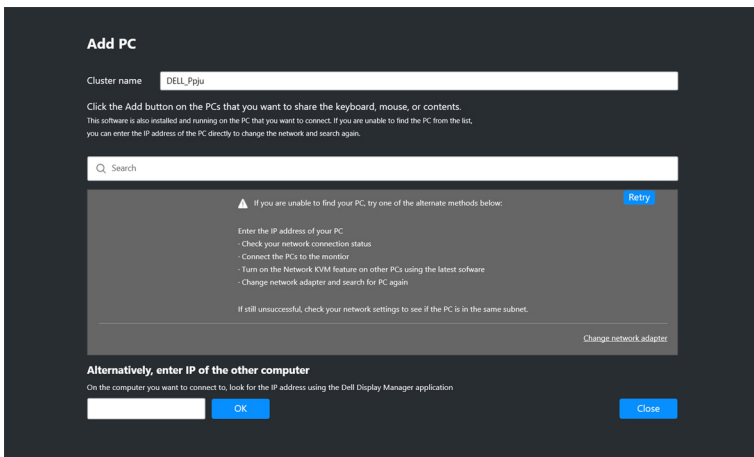 Add PC
Cluster name
DELL_Ppju
Click the Add button on the PCs that you want to share the keyboard, mouse, or contents.
This software is also installed and running on the PC that you want to connect. If you are unable to find the PC from the list,
you can enter the IP address of the PC directly to change the network and search again.
Search
If you are unable to find your PC, try one of the alternate methods below:
Retry
Enter the IP address of your PC
· Check your network connection status
· Connect the PCs to the montior
· Turn on the Network KVM feature on other PCs using the latest sofware
· Change network adapter and search for PC again
If still unsuccessful, check your network settings to see if the PC is in the same subnet.
Change network adapter
Alternatively, enter IP of the other computer
On the computer you want to connect to, look for the IP address using the Dell Display Manager application
OK
Close